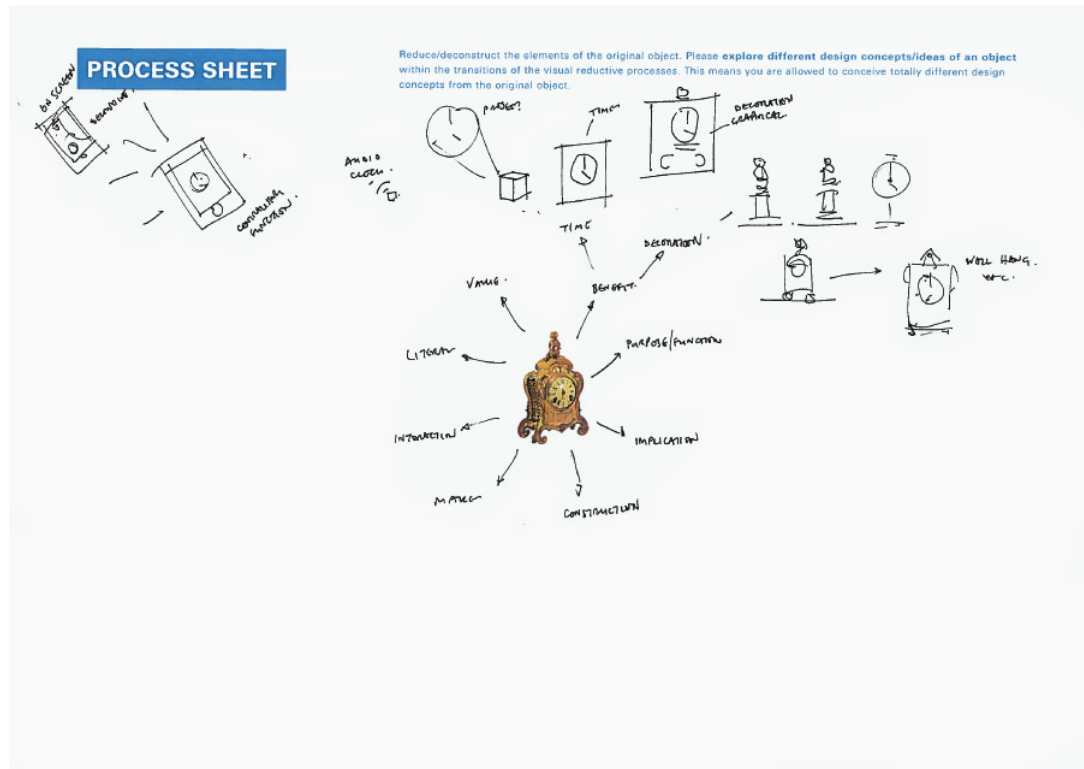 PROCESS SHEET
Reduce/deconstruct the elements of the original object. Please explore different design concepts/ideas of an object
within the transitions of the visual reductive processes. This means you are allowed to conceive totally different design
concepts from the original object.
ON SCREEN
AUDIO
CLOCK.
PROJECT?
TIME
DECORATION
GRAPHICAL
FUNCTION.
TIME
DECORATION.
WALL HANG.
ETC.
VALUE.
BENEFIT.
LITERAL
PURPOSE/FUNCTION
INTERACTION
IMPLICATION
CONSTRUCTION